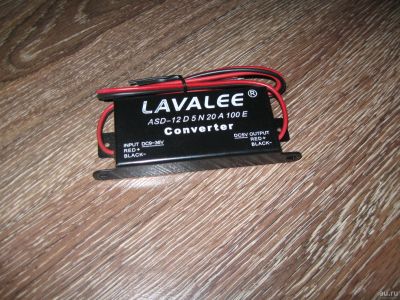 LAVALEE®
ASD-12 D 5 N 20 A 100 E
Converter
INPUT DC9-36V
RED+
BLACK-
DC5V OUTPUT
RED+
BLACK-
au.ru